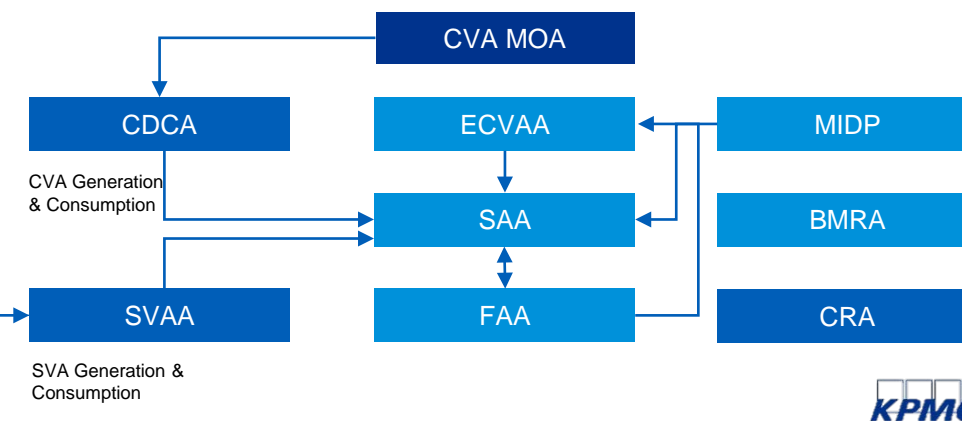 CVA MOA
CDCA
ECVAA
MIDP
CVA Generation
& Consumption
SAA
BMRA
SVAA
FAA
CRA
SVA Generation &
Consumption
KPMG